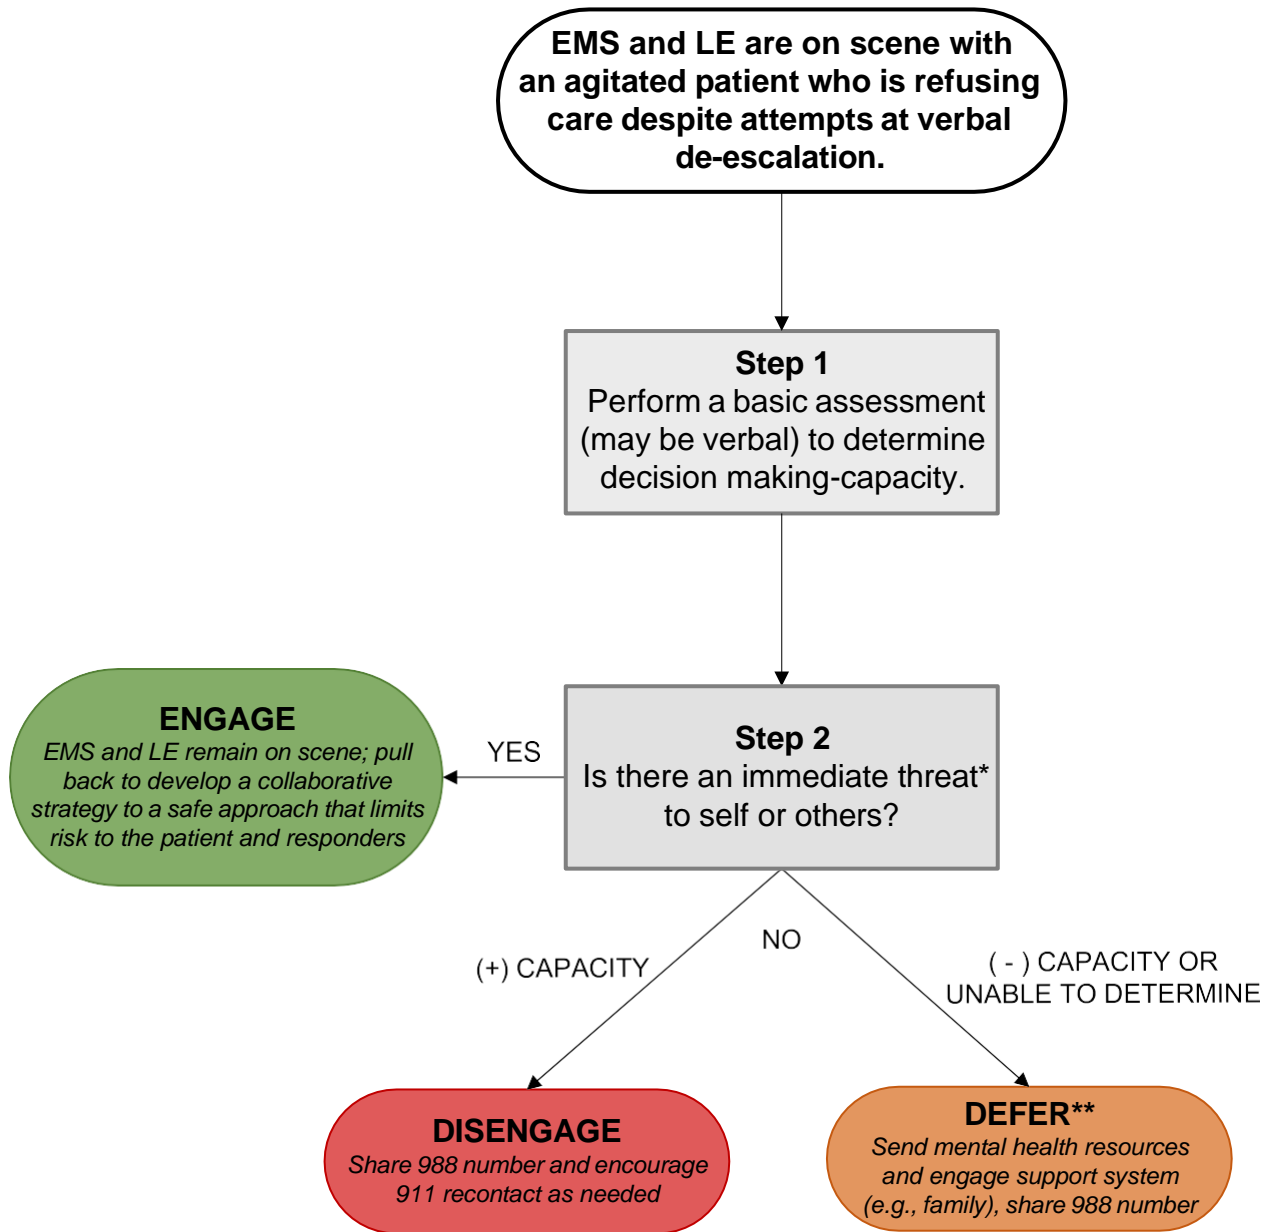 EMS and LE are on scene with
an agitated patient who is refusing
care despite attempts at verbal
de-escalation.
Step 1
Perform a basic assessment
(may be verbal) to determine
decision making-capacity.
Step 2
Is there an immediate threat*
to self or others?
YES
ENGAGE
EMS and LE remain on scene; pull
back to develop a collaborative
strategy to a safe approach that limits
risk to the patient and responders
NO
(+) CAPACITY
( - ) CAPACITY OR
UNABLE TO DETERMINE
DISENGAGE
Share 988 number and encourage
911 recontact as needed
DEFER**
Send mental health resources
and engage support system
(e.g., family), share 988 number